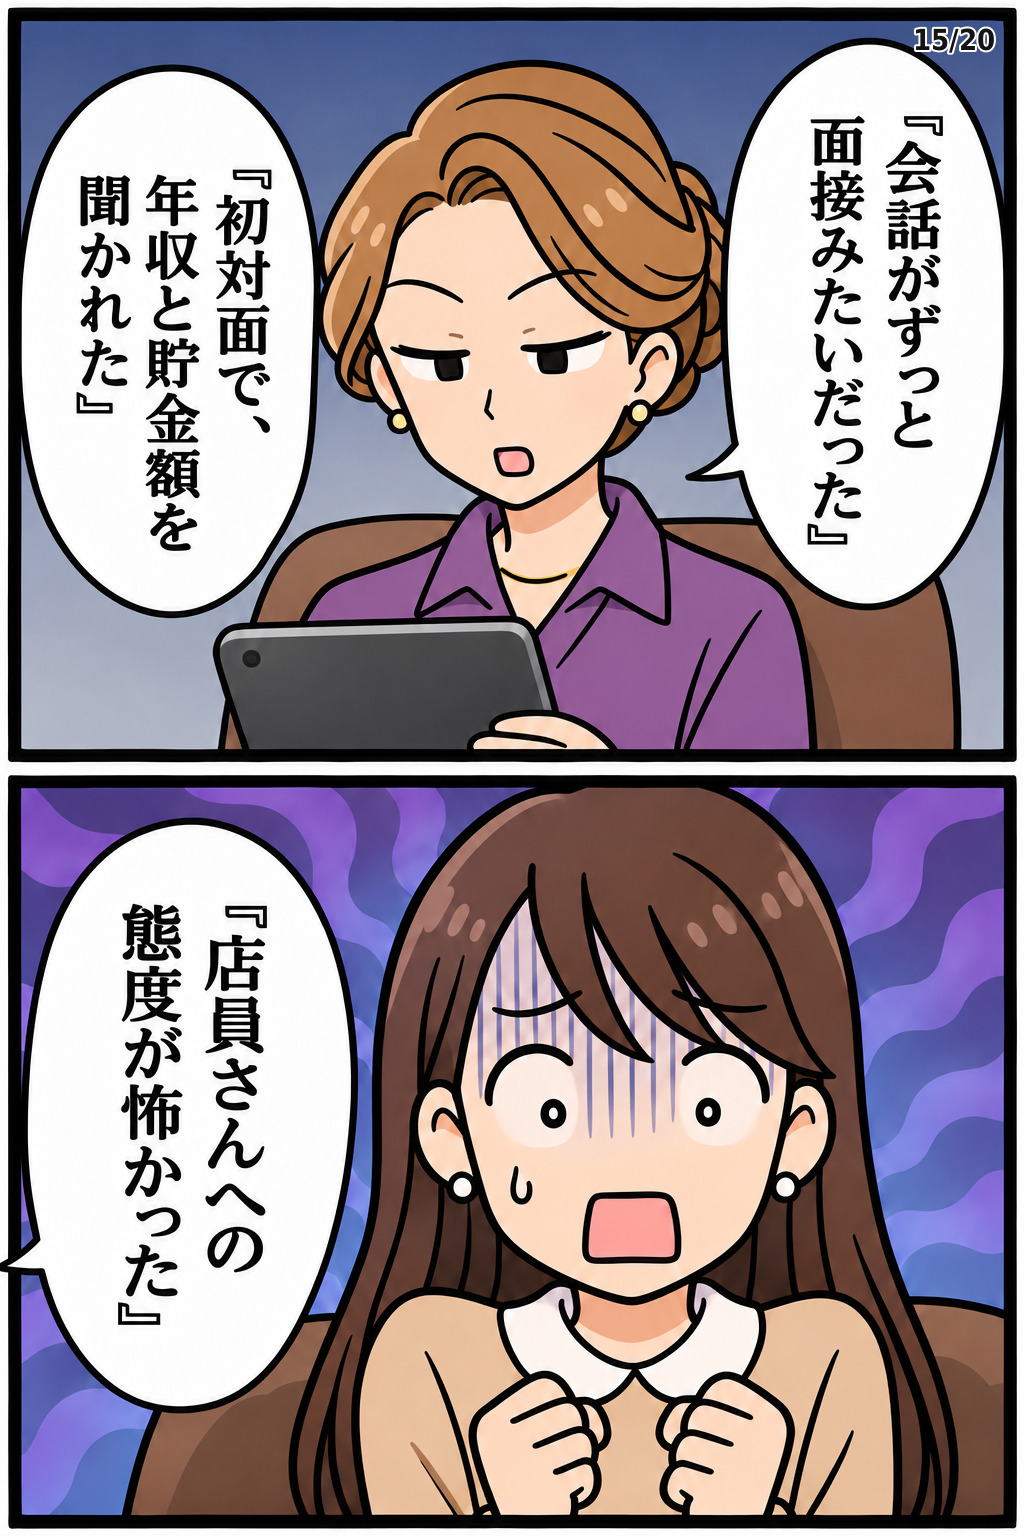 15/20
『会話がずっと
面接みたいだった』
『初対面で、
年収と貯金額を
聞かれた』
『店員さんへの
態度が怖かった』